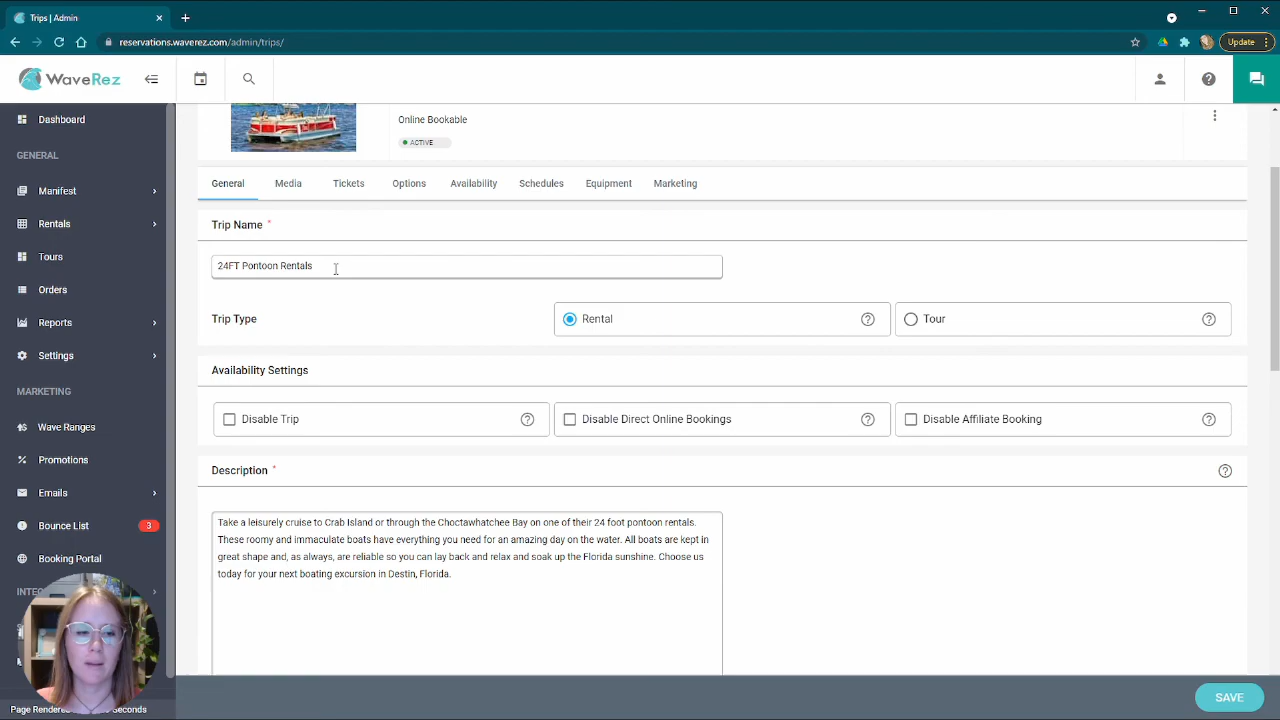 Trips | Admin
reservations.waverez.com/admin/trips/
Update
WaveRez
Dashboard
GENERAL
Manifest
Rentals
Tours
Orders
Reports
Settings
MARKETING
Wave Ranges
Promotions
Emails
Bounce List
3
Booking Portal
Online Bookable
ACTIVE
General
Media
Tickets
Options
Availability
Schedules
Equipment
Marketing
Trip Name *
24FT Pontoon Rentals
Trip Type
Rental
Tour
Availability Settings
Disable Trip
Disable Direct Online Bookings
Disable Affiliate Booking
Description *
Take a leisurely cruise to Crab Island or through the Choctawhatchee Bay on one of their 24 foot pontoon rentals.
These roomy and immaculate boats have everything you need for an amazing day on the water. All boats are kept in
great shape and, as always, are reliable so you can lay back and relax and soak up the Florida sunshine. Choose us
today for your next boating excursion in Destin, Florida.
SAVE